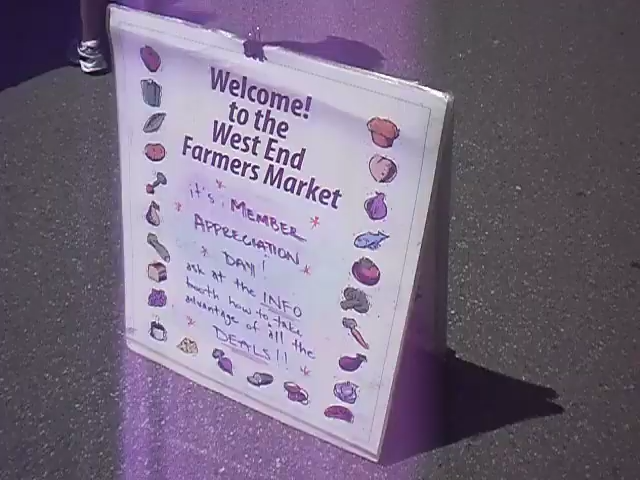 Welcome!
to the
West End
Farmers Market
it's MEMBER
APPRECIATION
DAY!
ask at the INFO
booth how to take
advantage of all the
DEALS!!